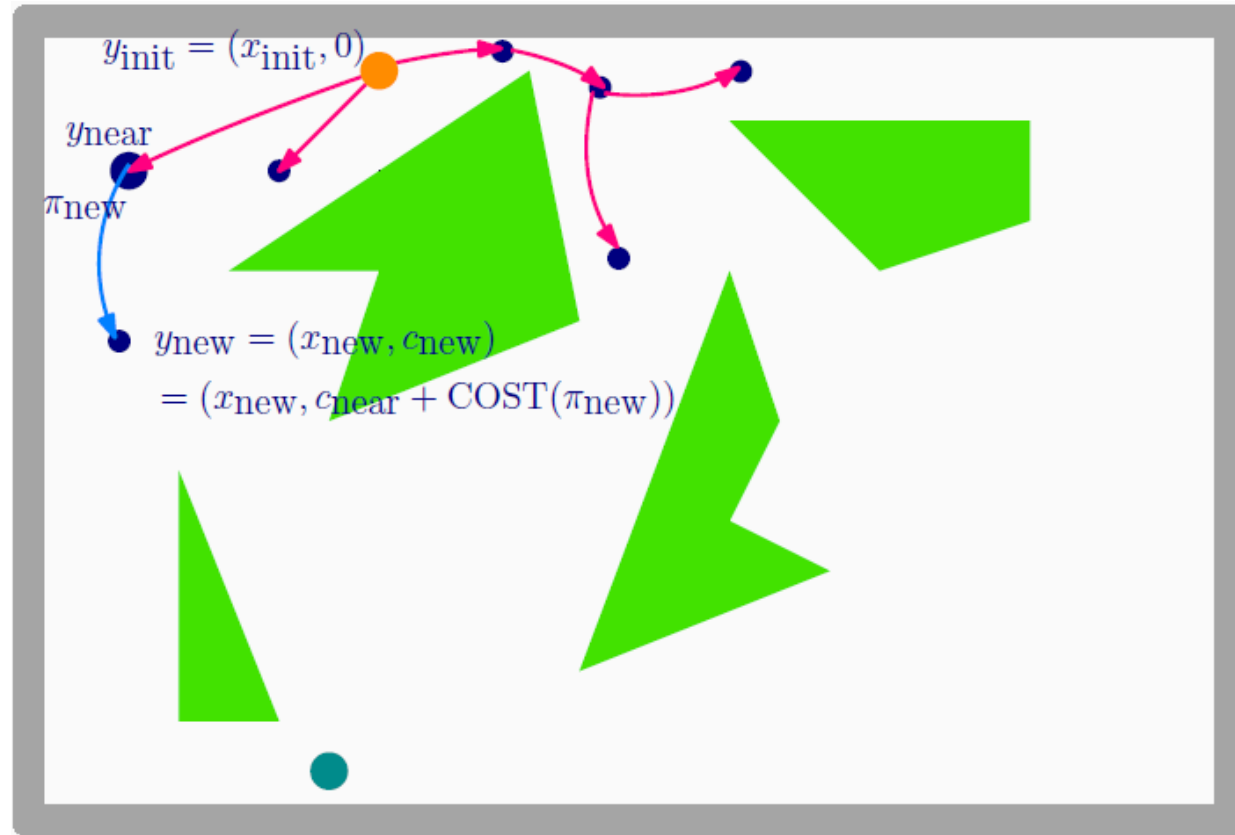 y_init = (x_init, 0)
y_near
π_new
y_new = (x_new, c_new)
= (x_new, c_near + COST(π_new))